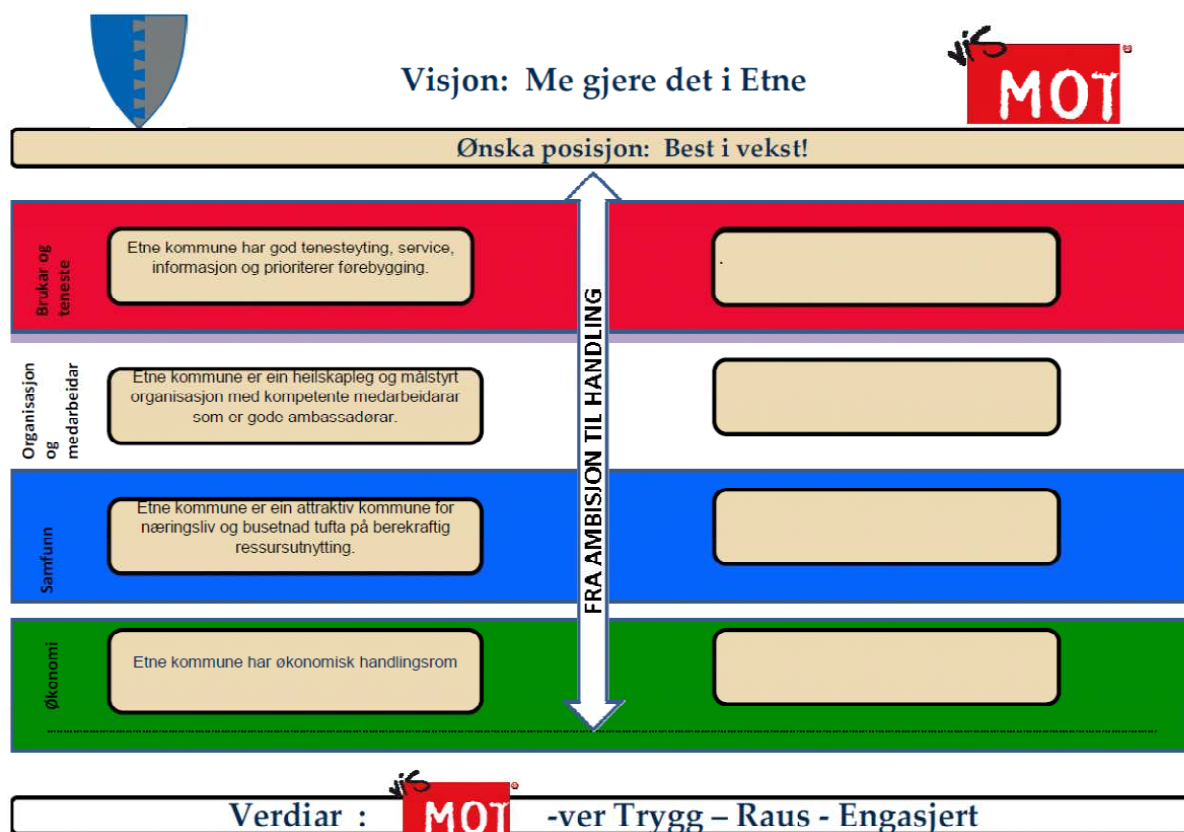 vis
MOT
®
Visjon: Me gjere det i Etne
Ønska posisjon: Best i vekst!
Brukar og
teneste
Etne kommune har god tenesteyting, service,
informasjon og prioriterer førebygging.
.
FRA AMBISJON TIL HANDLING
Organisasjon
og
medarbeidar
Etne kommune er ein heilskapleg og målstyrt
organisasjon med kompetente medarbeidarar
som er gode ambassadørar.
Samfunn
Etne kommune er ein attraktiv kommune for
næringsliv og busetnad tufta på berekraftig
ressursutnytting.
Økonomi
Etne kommune har økonomisk handlingsrom
Verdiar : vis MOT® -ver Trygg – Raus - Engasjert